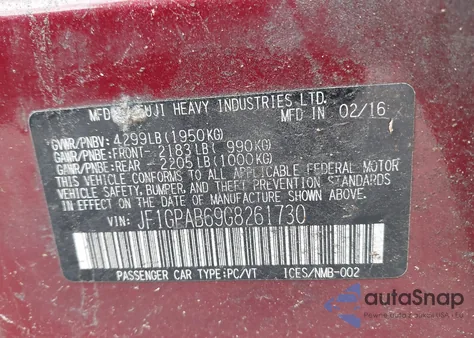 MFD BY FUJI HEAVY INDUSTRIES LTD.
MFD IN 02/16
GVWR/PNBV: 4299LB(1950KG)
GAWR/PNBE:FRONT- 2183LB( 990KG)
GAWR/PNBE:REAR - 2205LB(1000KG)
THIS VEHICLE CONFORMS TO ALL APPLICABLE FEDERAL MOTOR
VEHICLE SAFETY, BUMPER, AND THEFT PREVENTION STANDARDS
IN EFFECT ON THE DATE OF MANUFACTURE SHOWN ABOVE.
VIN: JF1GPAB69G8261730
PASSENGER CAR TYPE:PC/VT ICES/NMB-002
autoSnap